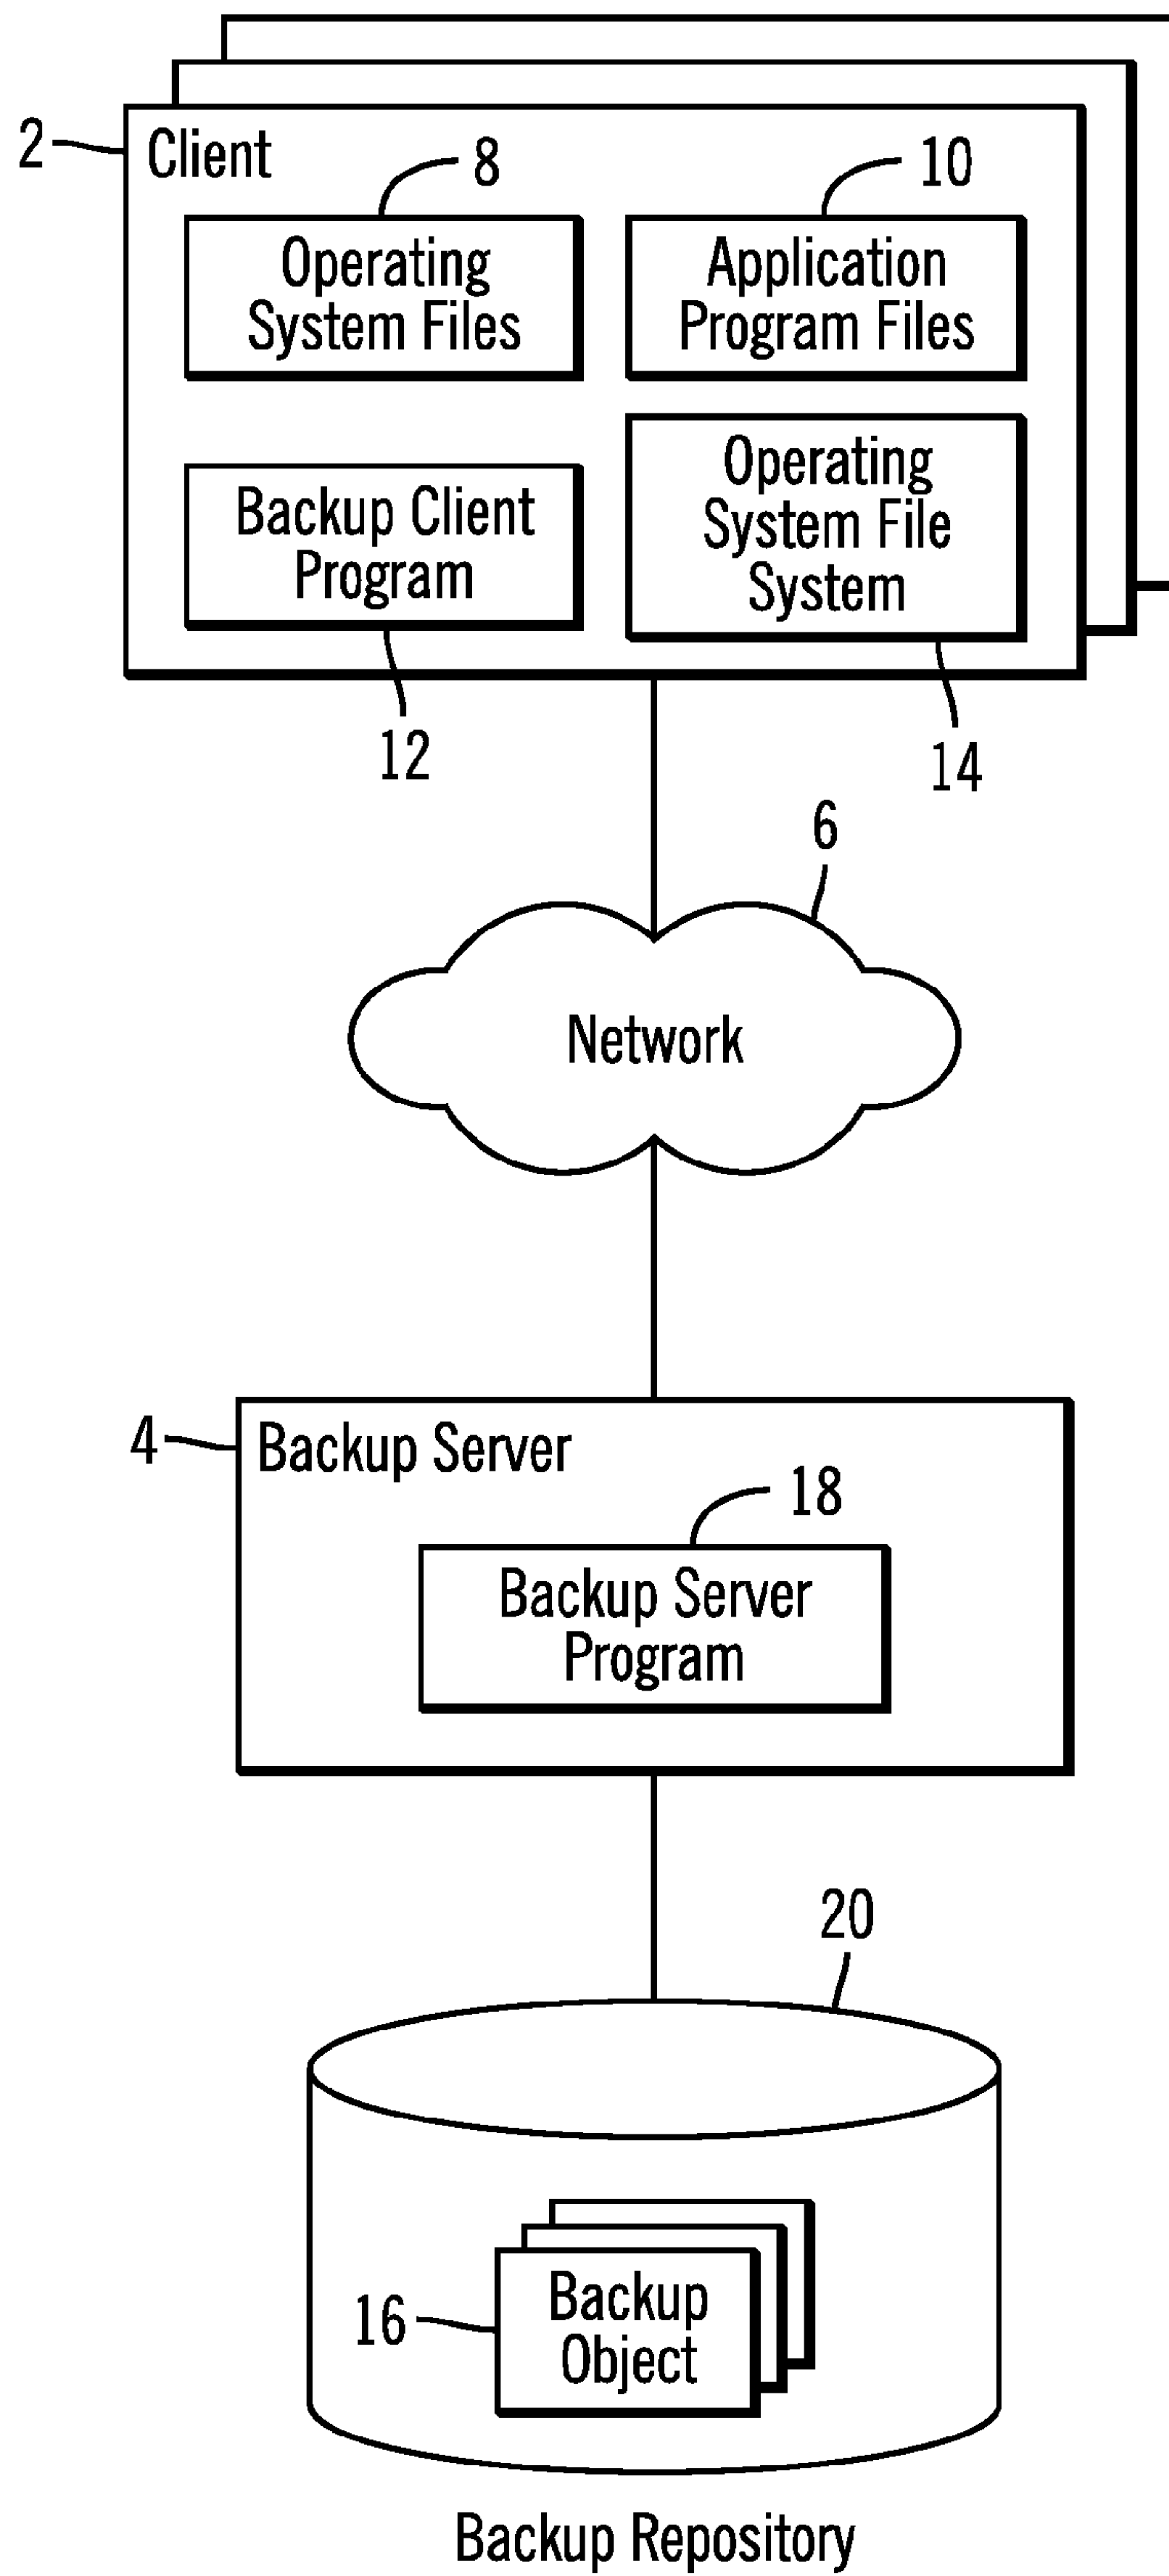 2
Client
8
10
Operating
System Files
Application
Program Files
Backup Client
Program
Operating
System File
System
12
14
6
Network
4
Backup Server
18
Backup Server
Program
20
16
Backup
Object
Backup Repository